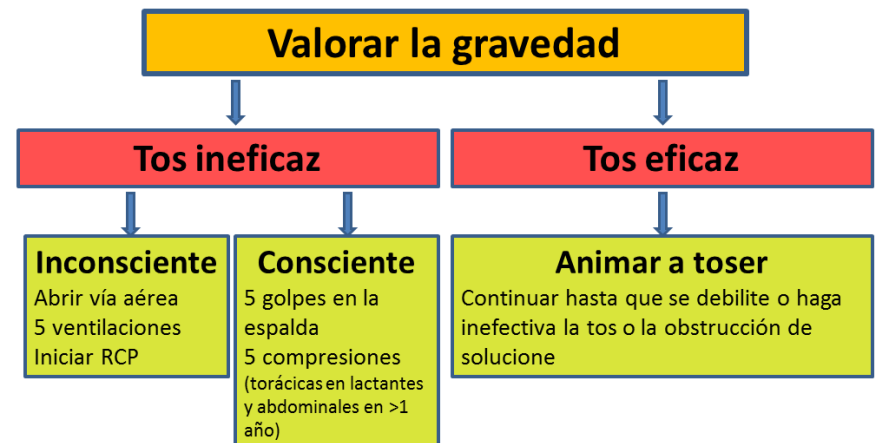 Valorar la gravedad
Tos ineficaz
Tos eficaz
Inconsciente
Abrir vía aérea
5 ventilaciones
Iniciar RCP
Consciente
5 golpes en la
espalda
5 compresiones
(torácicas en lactantes
y abdominales en >1
año)
Animar a toser
Continuar hasta que se debilite o haga
inefectiva la tos o la obstrucción de
solucione